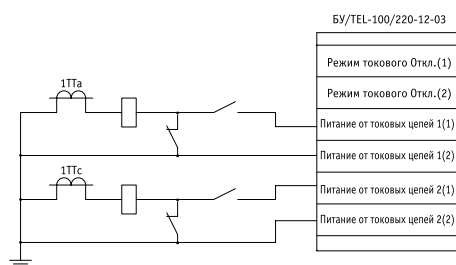 БУ/TEL-100/220-12-03
Режим токового Откл.(1)
Режим токового Откл.(2)
1ТТа
Питание от токовых цепей 1(1)
Питание от токовых цепей 1(2)
1ТТс
Питание от токовых цепей 2(1)
Питание от токовых цепей 2(2)